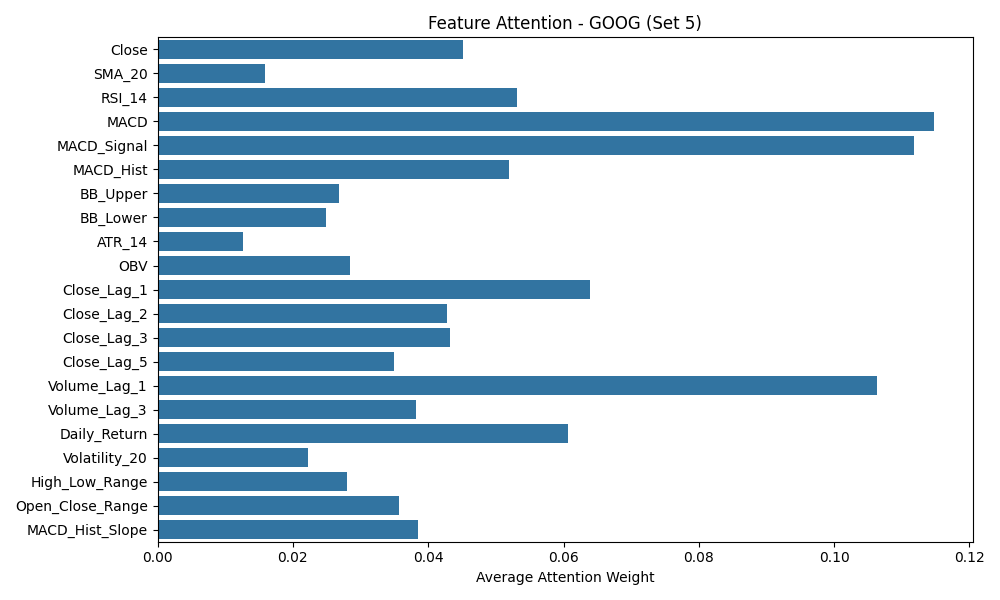 Feature Attention - GOOG (Set 5)
Close
SMA_20
RSI_14
MACD
MACD_Signal
MACD_Hist
BB_Upper
BB_Lower
ATR_14
OBV
Close_Lag_1
Close_Lag_2
Close_Lag_3
Close_Lag_5
Volume_Lag_1
Volume_Lag_3
Daily_Return
Volatility_20
High_Low_Range
Open_Close_Range
MACD_Hist_Slope
0.00 0.02 0.04 0.06 0.08 0.10 0.12
Average Attention Weight